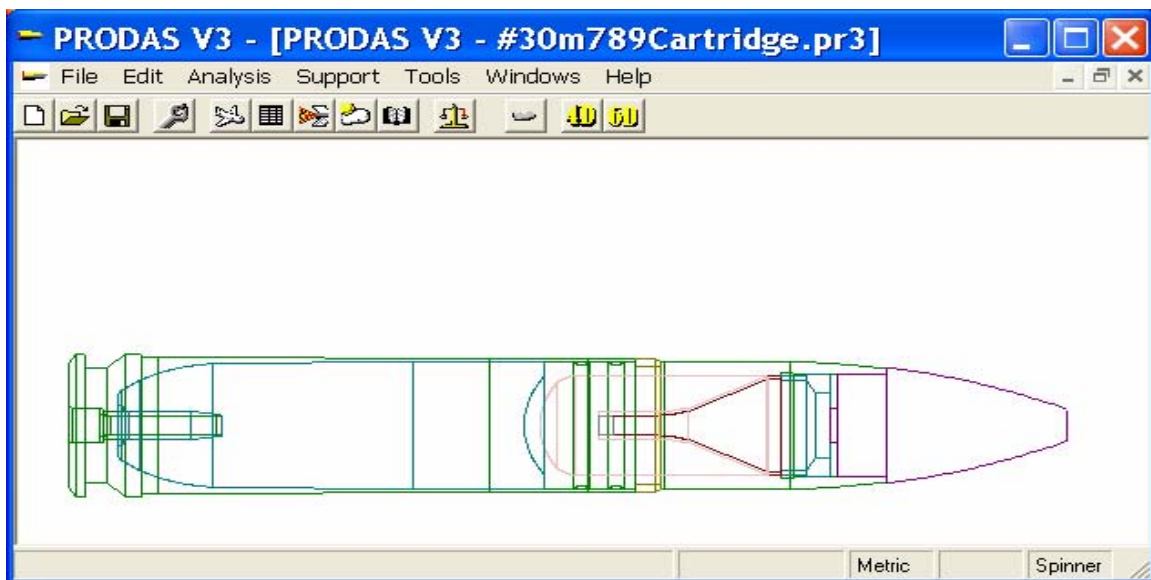 PRODAS V3 - [PRODAS V3 - #30m789Cartridge.pr3]
File Edit Analysis Support Tools Windows Help
4D 6D
Metric Spinner